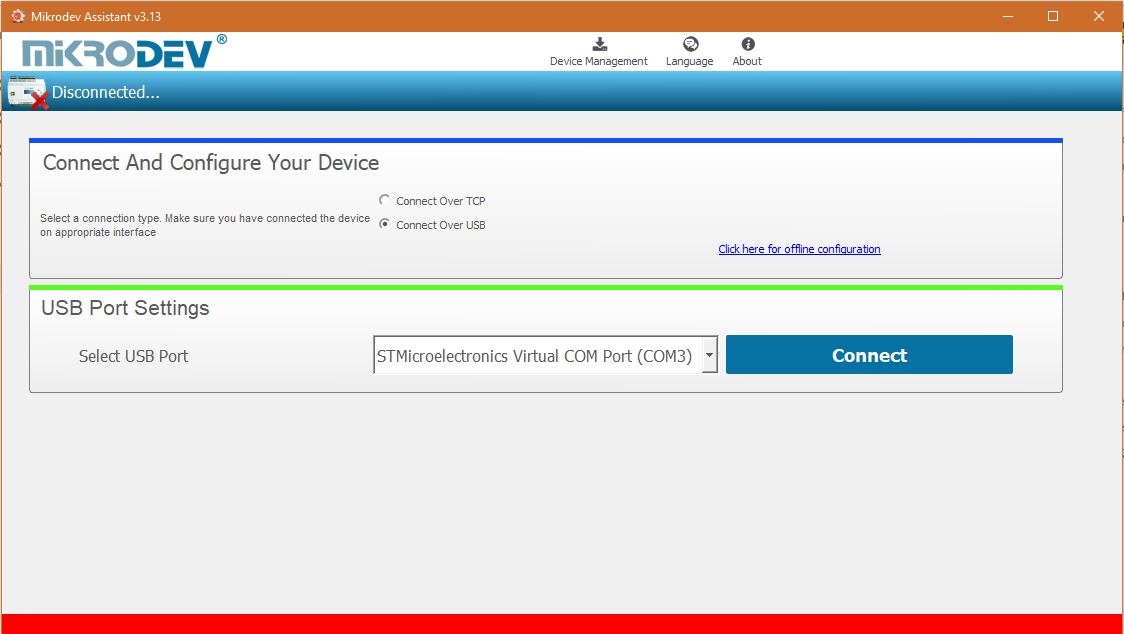 Mikrodev Assistant v3.13
MiKRODEV®
Device Management
Language
About
Disconnected...
Connect And Configure Your Device
Select a connection type. Make sure you have connected the device
on appropriate interface
Connect Over TCP
Connect Over USB
Click here for offline configuration
USB Port Settings
Select USB Port
STMicroelectronics Virtual COM Port (COM3)
Connect